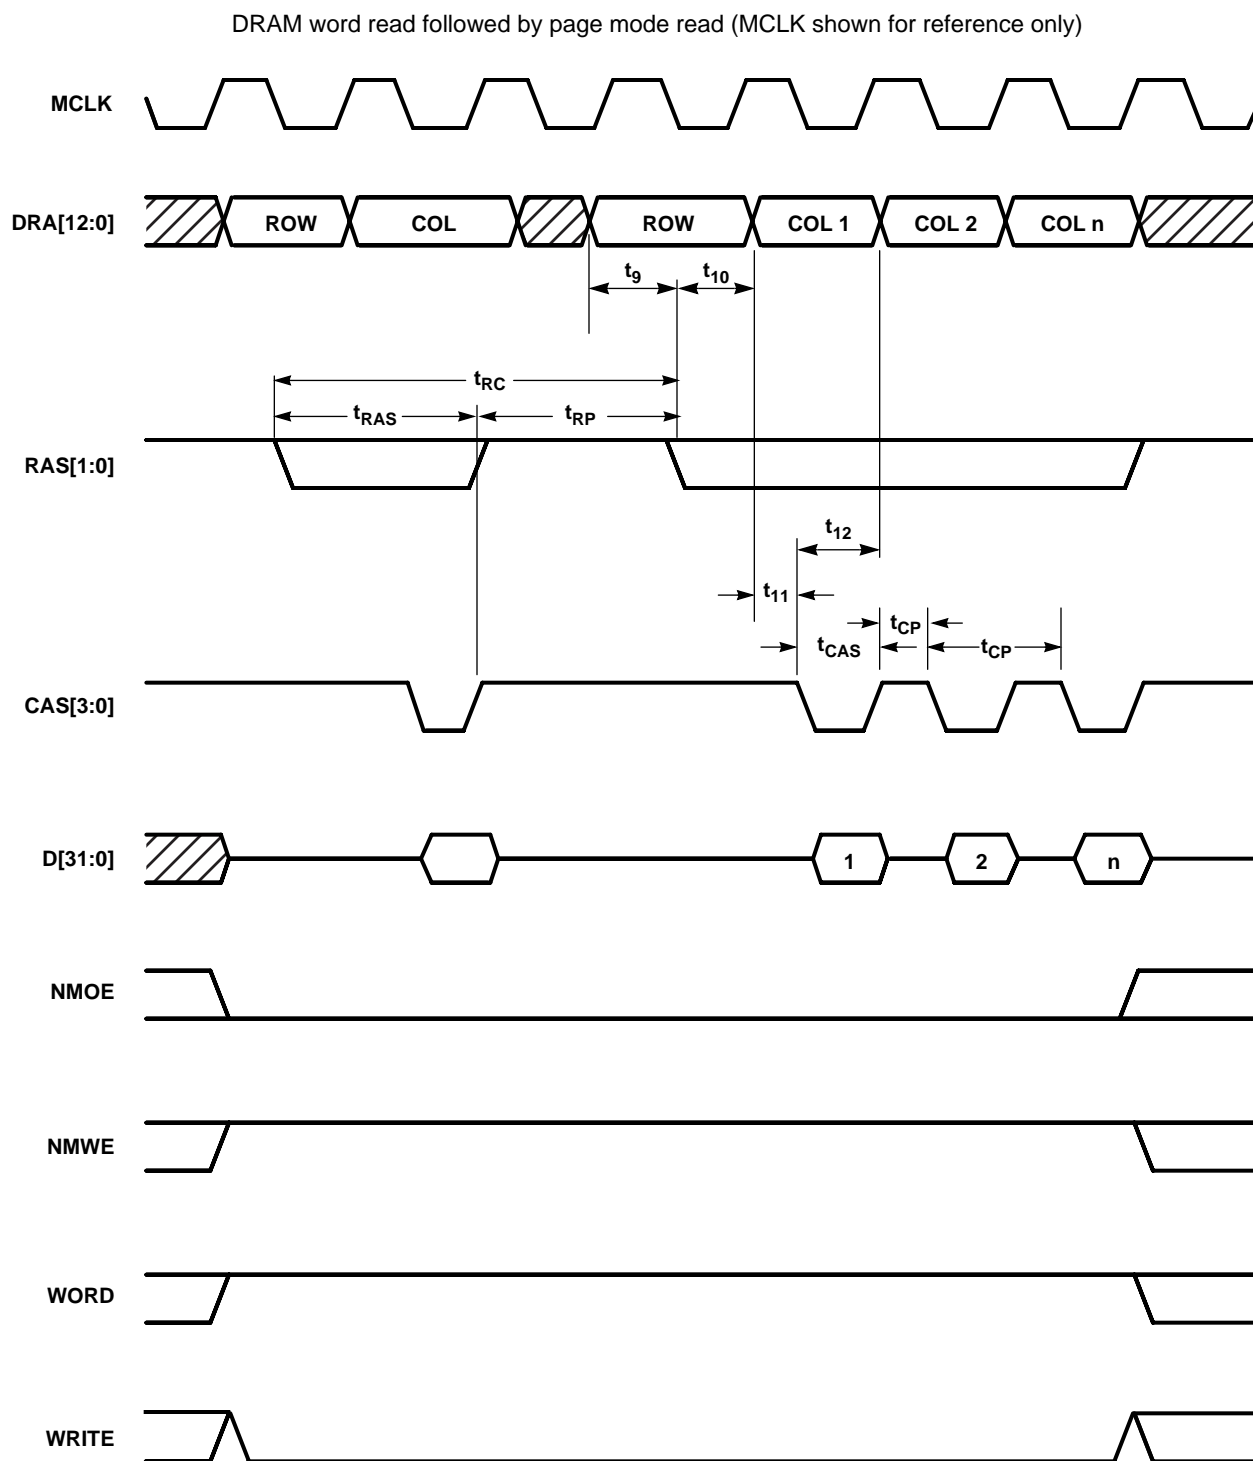 DRAM word read followed by page mode read (MCLK shown for reference only)
MCLK
DRA[12:0] ROW COL ROW COL 1 COL 2 COL n
t9 t10
tRC
tRAS tRP
RAS[1:0]
t12
t11
tCP
tCAS tCP
CAS[3:0]
D[31:0] 1 2 n
NMOE
NMWE
WORD
WRITE